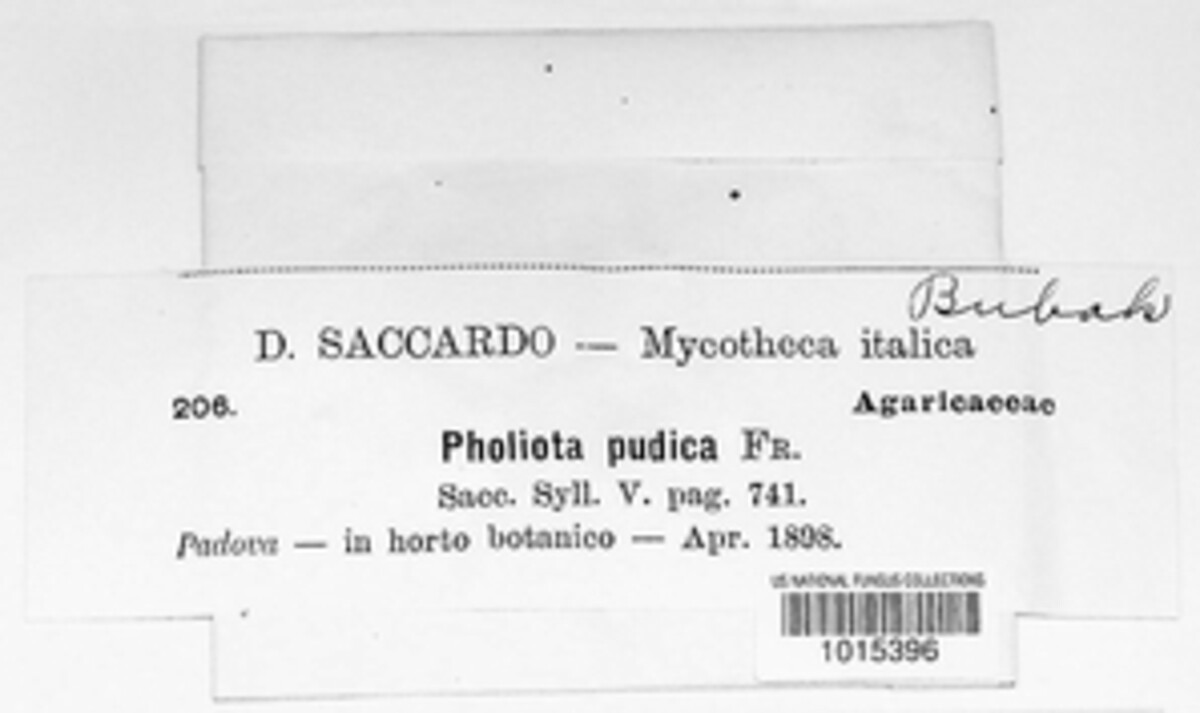 Bubak
D. SACCARDO — Mycotheca italica
206.
Agaricaceae
Pholiota pudica FR.
Sacc. Syll. V. pag. 741.
Padova — in horto botanico — Apr. 1898.
US NATIONAL FUNGUS COLLECTIONS
1015396